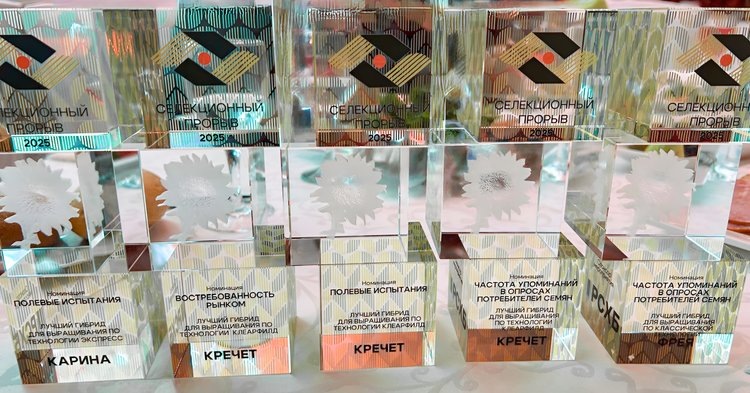 СЕЛЕКЦИОННЫЙ
ПРОРЫВ
2025
СЕЛЕКЦИОННЫЙ
ПРОРЫВ
2025
СЕЛЕКЦИОННЫЙ
ПРОРЫВ
2025
СЕЛЕКЦИОННЫЙ
ПРОРЫВ
2025
СЕЛЕКЦИОННЫЙ
ПРОРЫВ
2025
Номинация
ПОЛЕВЫЕ ИСПЫТАНИЯ
ЛУЧШИЙ ГИБРИД
ДЛЯ ВЫРАЩИВАНИЯ ПО
ТЕХНОЛОГИИ ЭКСПРЕСС
КАРИНА
Номинация
ВОСТРЕБОВАННОСТЬ
РЫНКОМ
ЛУЧШИЙ ГИБРИД
ДЛЯ ВЫРАЩИВАНИЯ ПО
ТЕХНОЛОГИИ КЛЕАРФИЛД
КРЕЧЕТ
Номинация
ПОЛЕВЫЕ ИСПЫТАНИЯ
ЛУЧШИЙ ГИБРИД
ДЛЯ ВЫРАЩИВАНИЯ ПО
ТЕХНОЛОГИИ КЛЕАРФИЛД
КРЕЧЕТ
Номинация
ЧАСТОТА УПОМИНАНИЙ
В ОПРОСАХ
ПОТРЕБИТЕЛЕЙ СЕМЯН
ЛУЧШИЙ ГИБРИД
ДЛЯ ВЫРАЩИВАНИЯ
ПО ТЕХНОЛОГИИ
КЛЕАРФИЛД
КРЕЧЕТ
Номинация
ЧАСТОТА УПОМИНАНИЙ
В ОПРОСАХ
ПОТРЕБИТЕЛЕЙ СЕМЯН
ЛУЧШИЙ ГИБРИД
ДЛЯ ВЫРАЩИВАНИЯ
ПО КЛАССИЧЕСКОЙ
ФРЕЯ